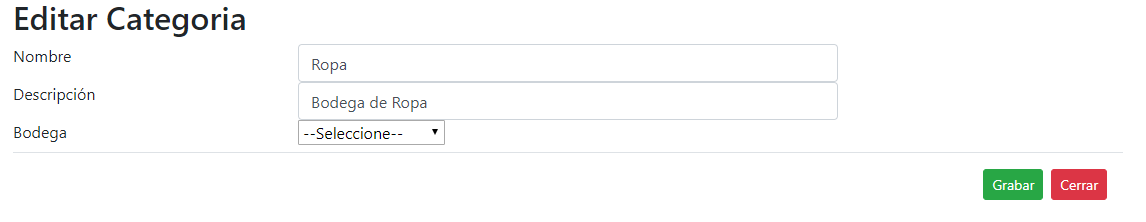 Editar Categoria
Nombre Ropa
Descripción Bodega de Ropa
Bodega --Seleccione--
Grabar Cerrar